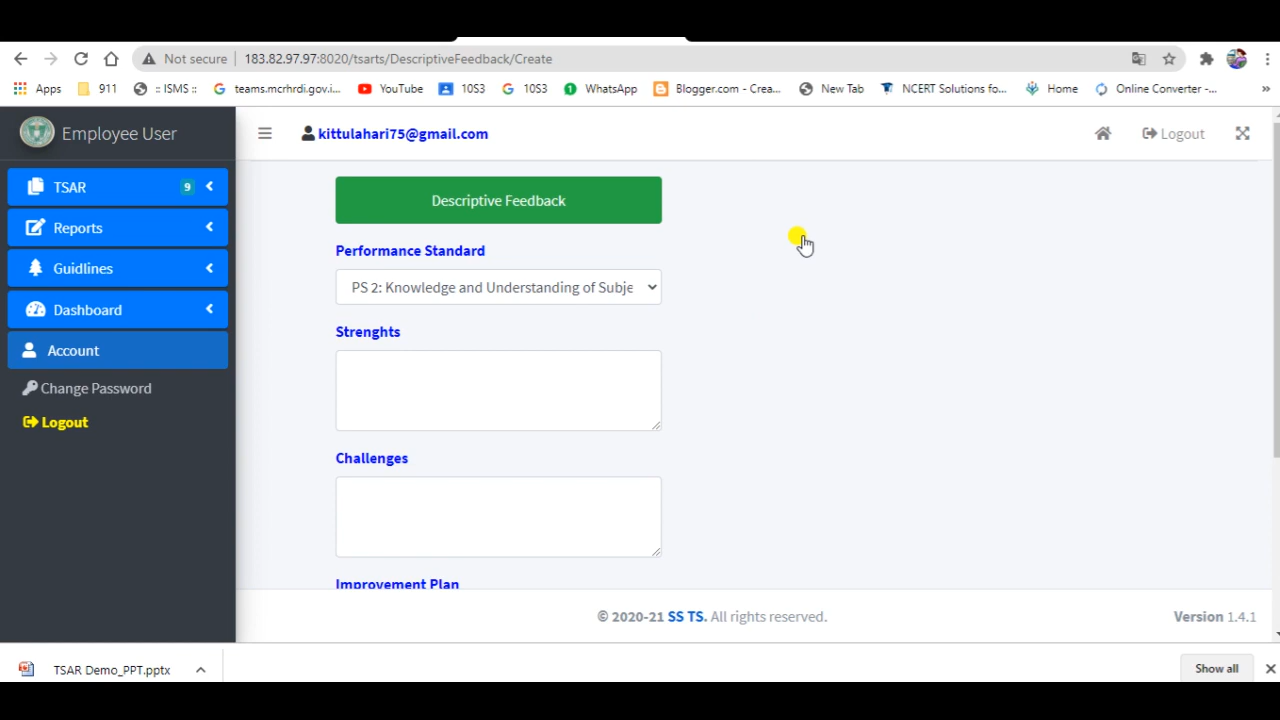 Not secure 183.82.97.97:8020/tsarts/DescriptiveFeedback/Create
Apps 911 :: ISMS :: teams.mcrhrdi.gov.i... YouTube 10S3 10S3 WhatsApp Blogger.com - Crea... New Tab NCERT Solutions fo... Home Online Converter -... »
Employee User
kittulahari75@gmail.com
Logout
TSAR 9
Reports
Guidlines
Dashboard
Account
Change Password
Logout
Descriptive Feedback
Performance Standard
PS 2: Knowledge and Understanding of Subje
Strenghts
Challenges
Improvement Plan
© 2020-21 SS TS. All rights reserved.
Version 1.4.1
TSAR Demo_PPT.pptx
Show all